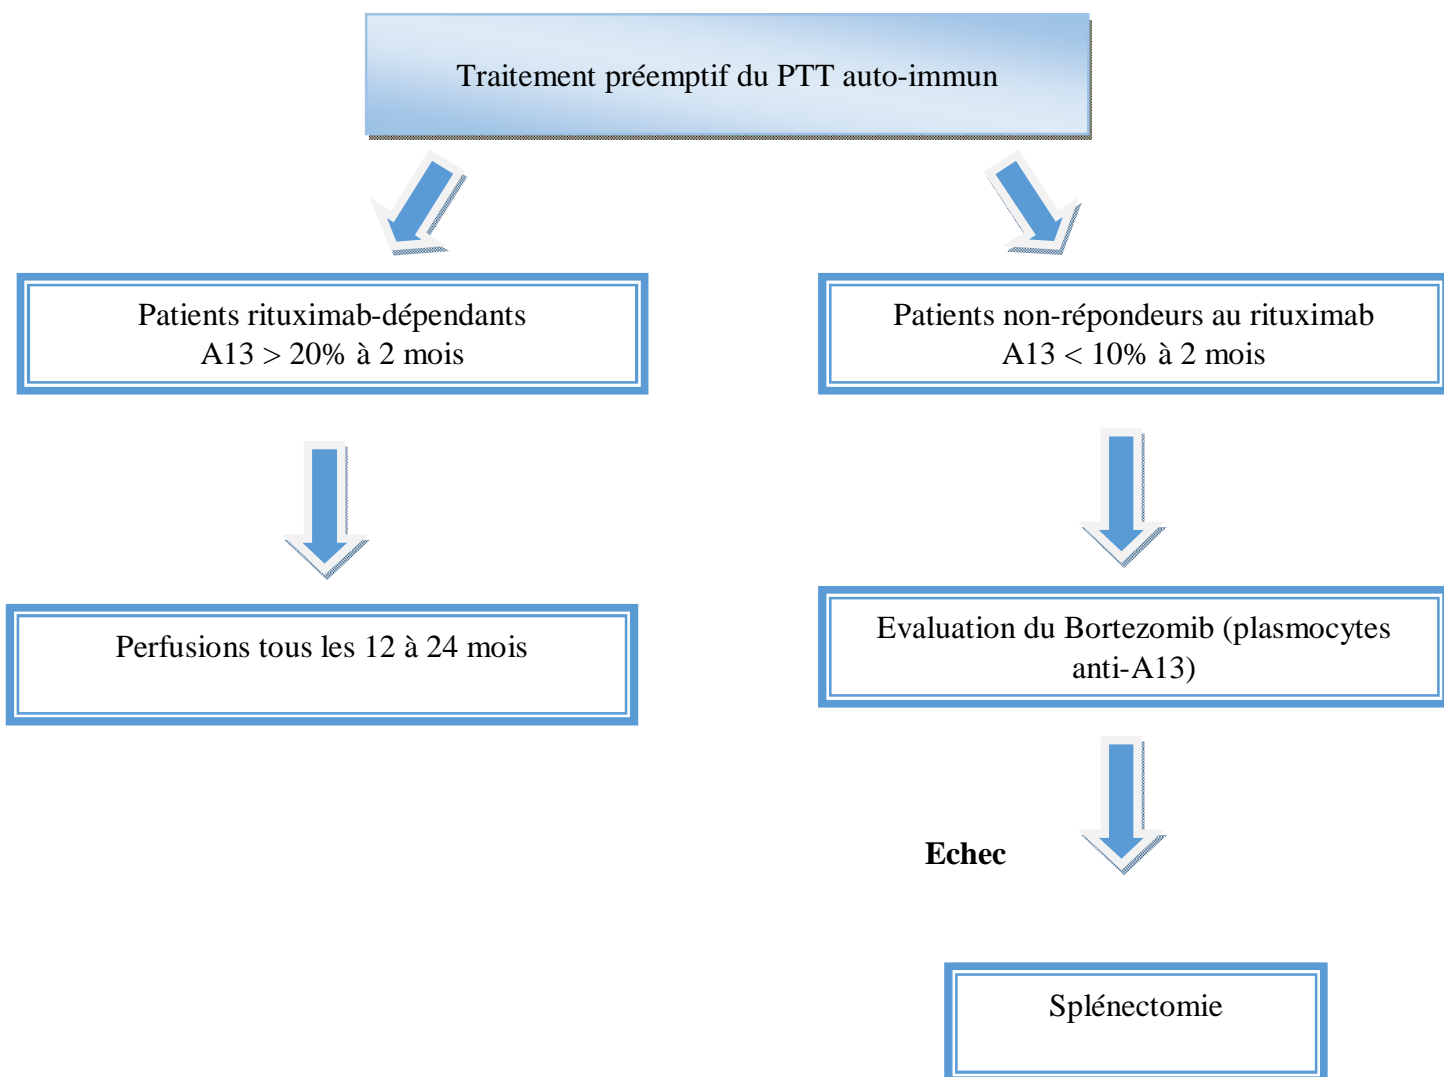 Traitement préemptif du PTT auto-immun
Patients rituximab-dépendants
A13 > 20% à 2 mois
Patients non-répondeurs au rituximab
A13 < 10% à 2 mois
Perfusions tous les 12 à 24 mois
Evaluation du Bortezomib (plasmocytes
anti-A13)
Echec
Splénectomie